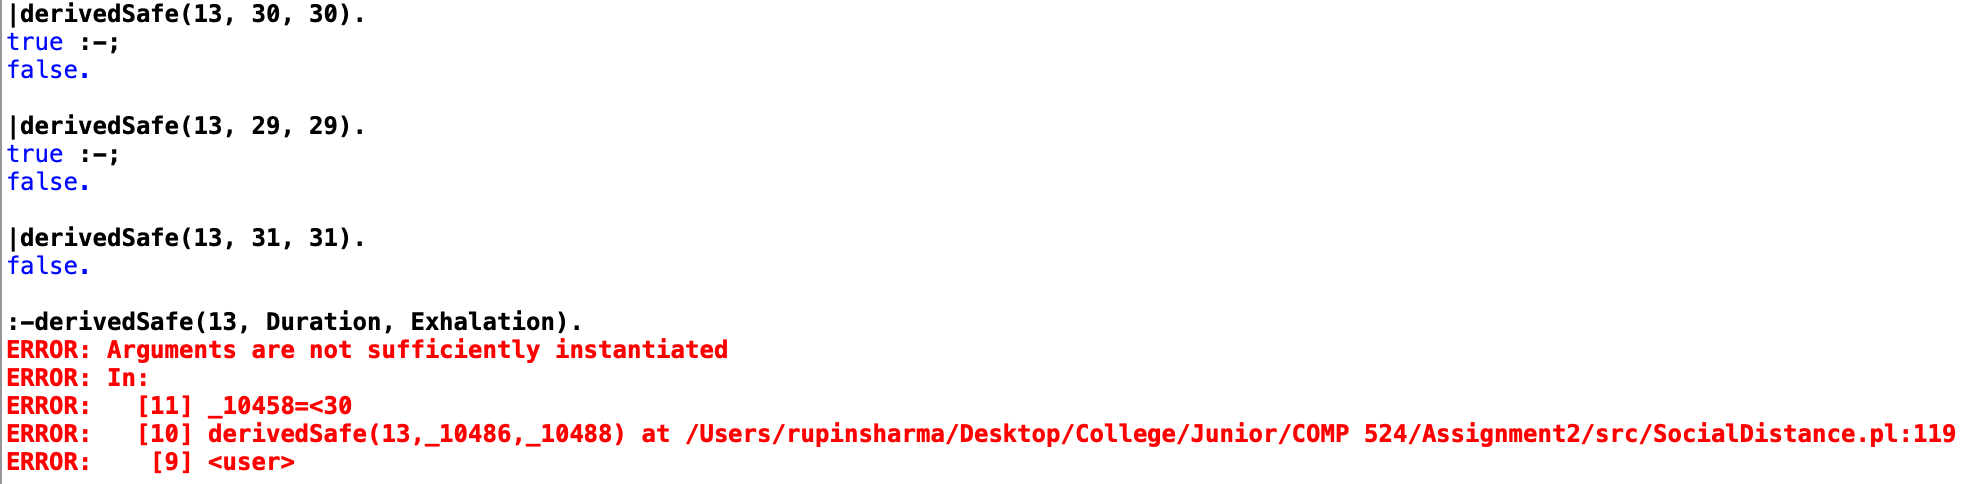 |derivedSafe(13, 30, 30).
true :-;
false.
|derivedSafe(13, 29, 29).
true :-;
false.
|derivedSafe(13, 31, 31).
false.
:-derivedSafe(13, Duration, Exhalation).
ERROR: Arguments are not sufficiently instantiated
ERROR: In:
ERROR:   [11] _10458=<30
ERROR:   [10] derivedSafe(13,_10486,_10488) at /Users/rupinsharma/Desktop/College/Junior/COMP 524/Assignment2/src/SocialDistance.pl:119
ERROR:    [9] <user>